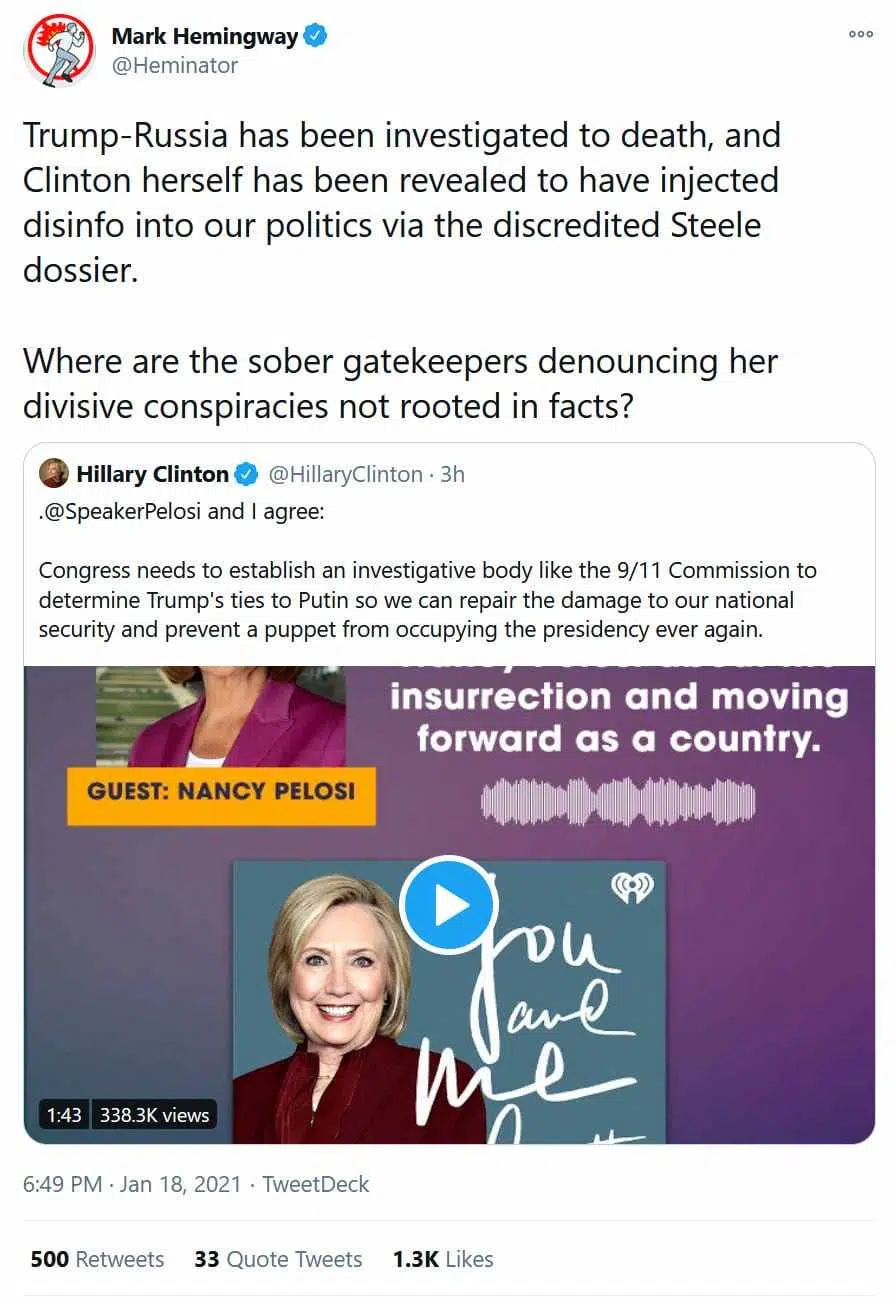 Mark Hemingway
@Heminator
Trump-Russia has been investigated to death, and
Clinton herself has been revealed to have injected
disinfo into our politics via the discredited Steele
dossier.
Where are the sober gatekeepers denouncing her
divisive conspiracies not rooted in facts?
Hillary Clinton @HillaryClinton · 3h
.@SpeakerPelosi and I agree:
Congress needs to establish an investigative body like the 9/11 Commission to
determine Trump's ties to Putin so we can repair the damage to our national
security and prevent a puppet from occupying the presidency ever again.
insurrection and moving
forward as a country.
GUEST: NANCY PELOSI
You
and
Me
1:43 338.3K views
6:49 PM · Jan 18, 2021 · TweetDeck
500 Retweets 33 Quote Tweets 1.3K Likes